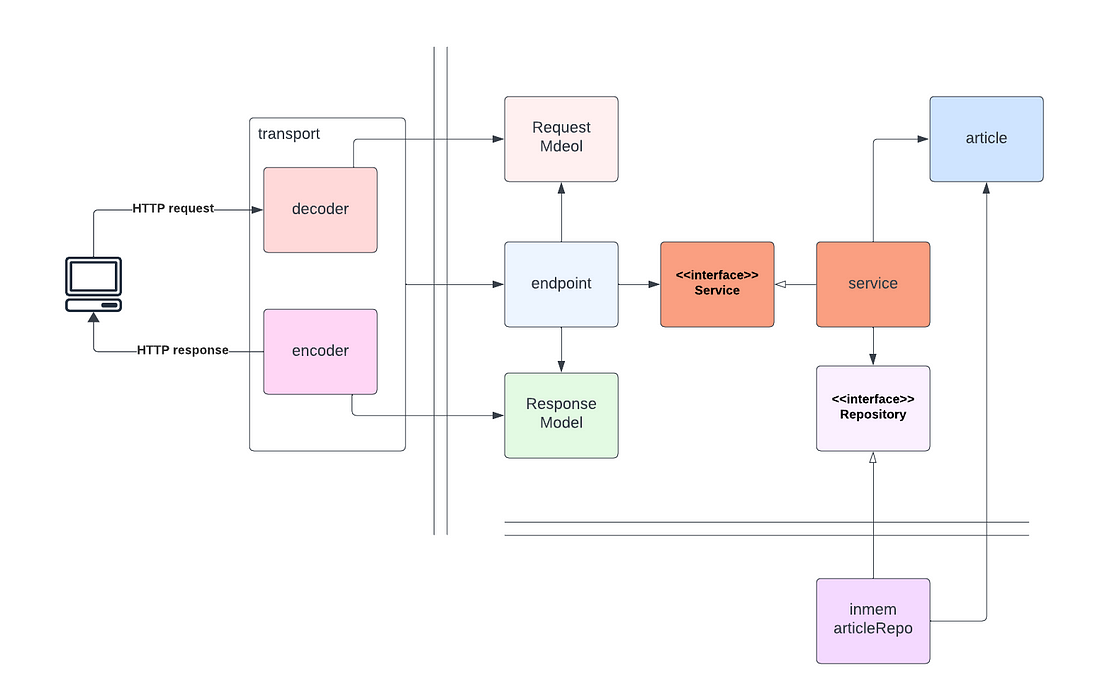 transport
Request
Mdeol
article
decoder
HTTP request
endpoint
<<interface>>
Service
service
encoder
HTTP response
Response
Model
<<interface>>
Repository
inmem
articleRepo